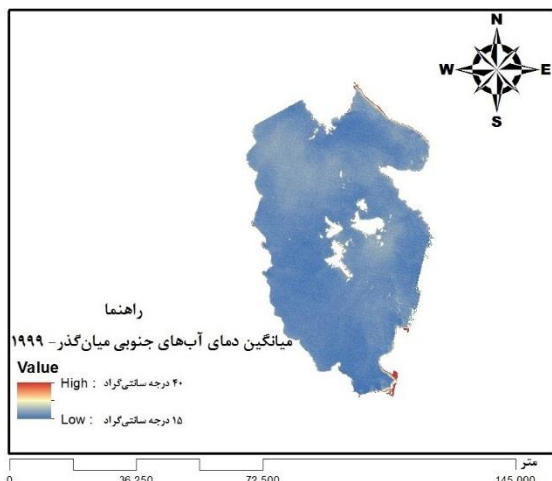 N
W E
S
راهنما
میانگین دمای آب‌های جنوبی میان‌گذر- ۱۹۹۹
Value
High : ۴۰ درجه سانتی‌گراد
Low : ۱۵ درجه سانتی‌گراد
متر
0 36,250 72,500 145,000